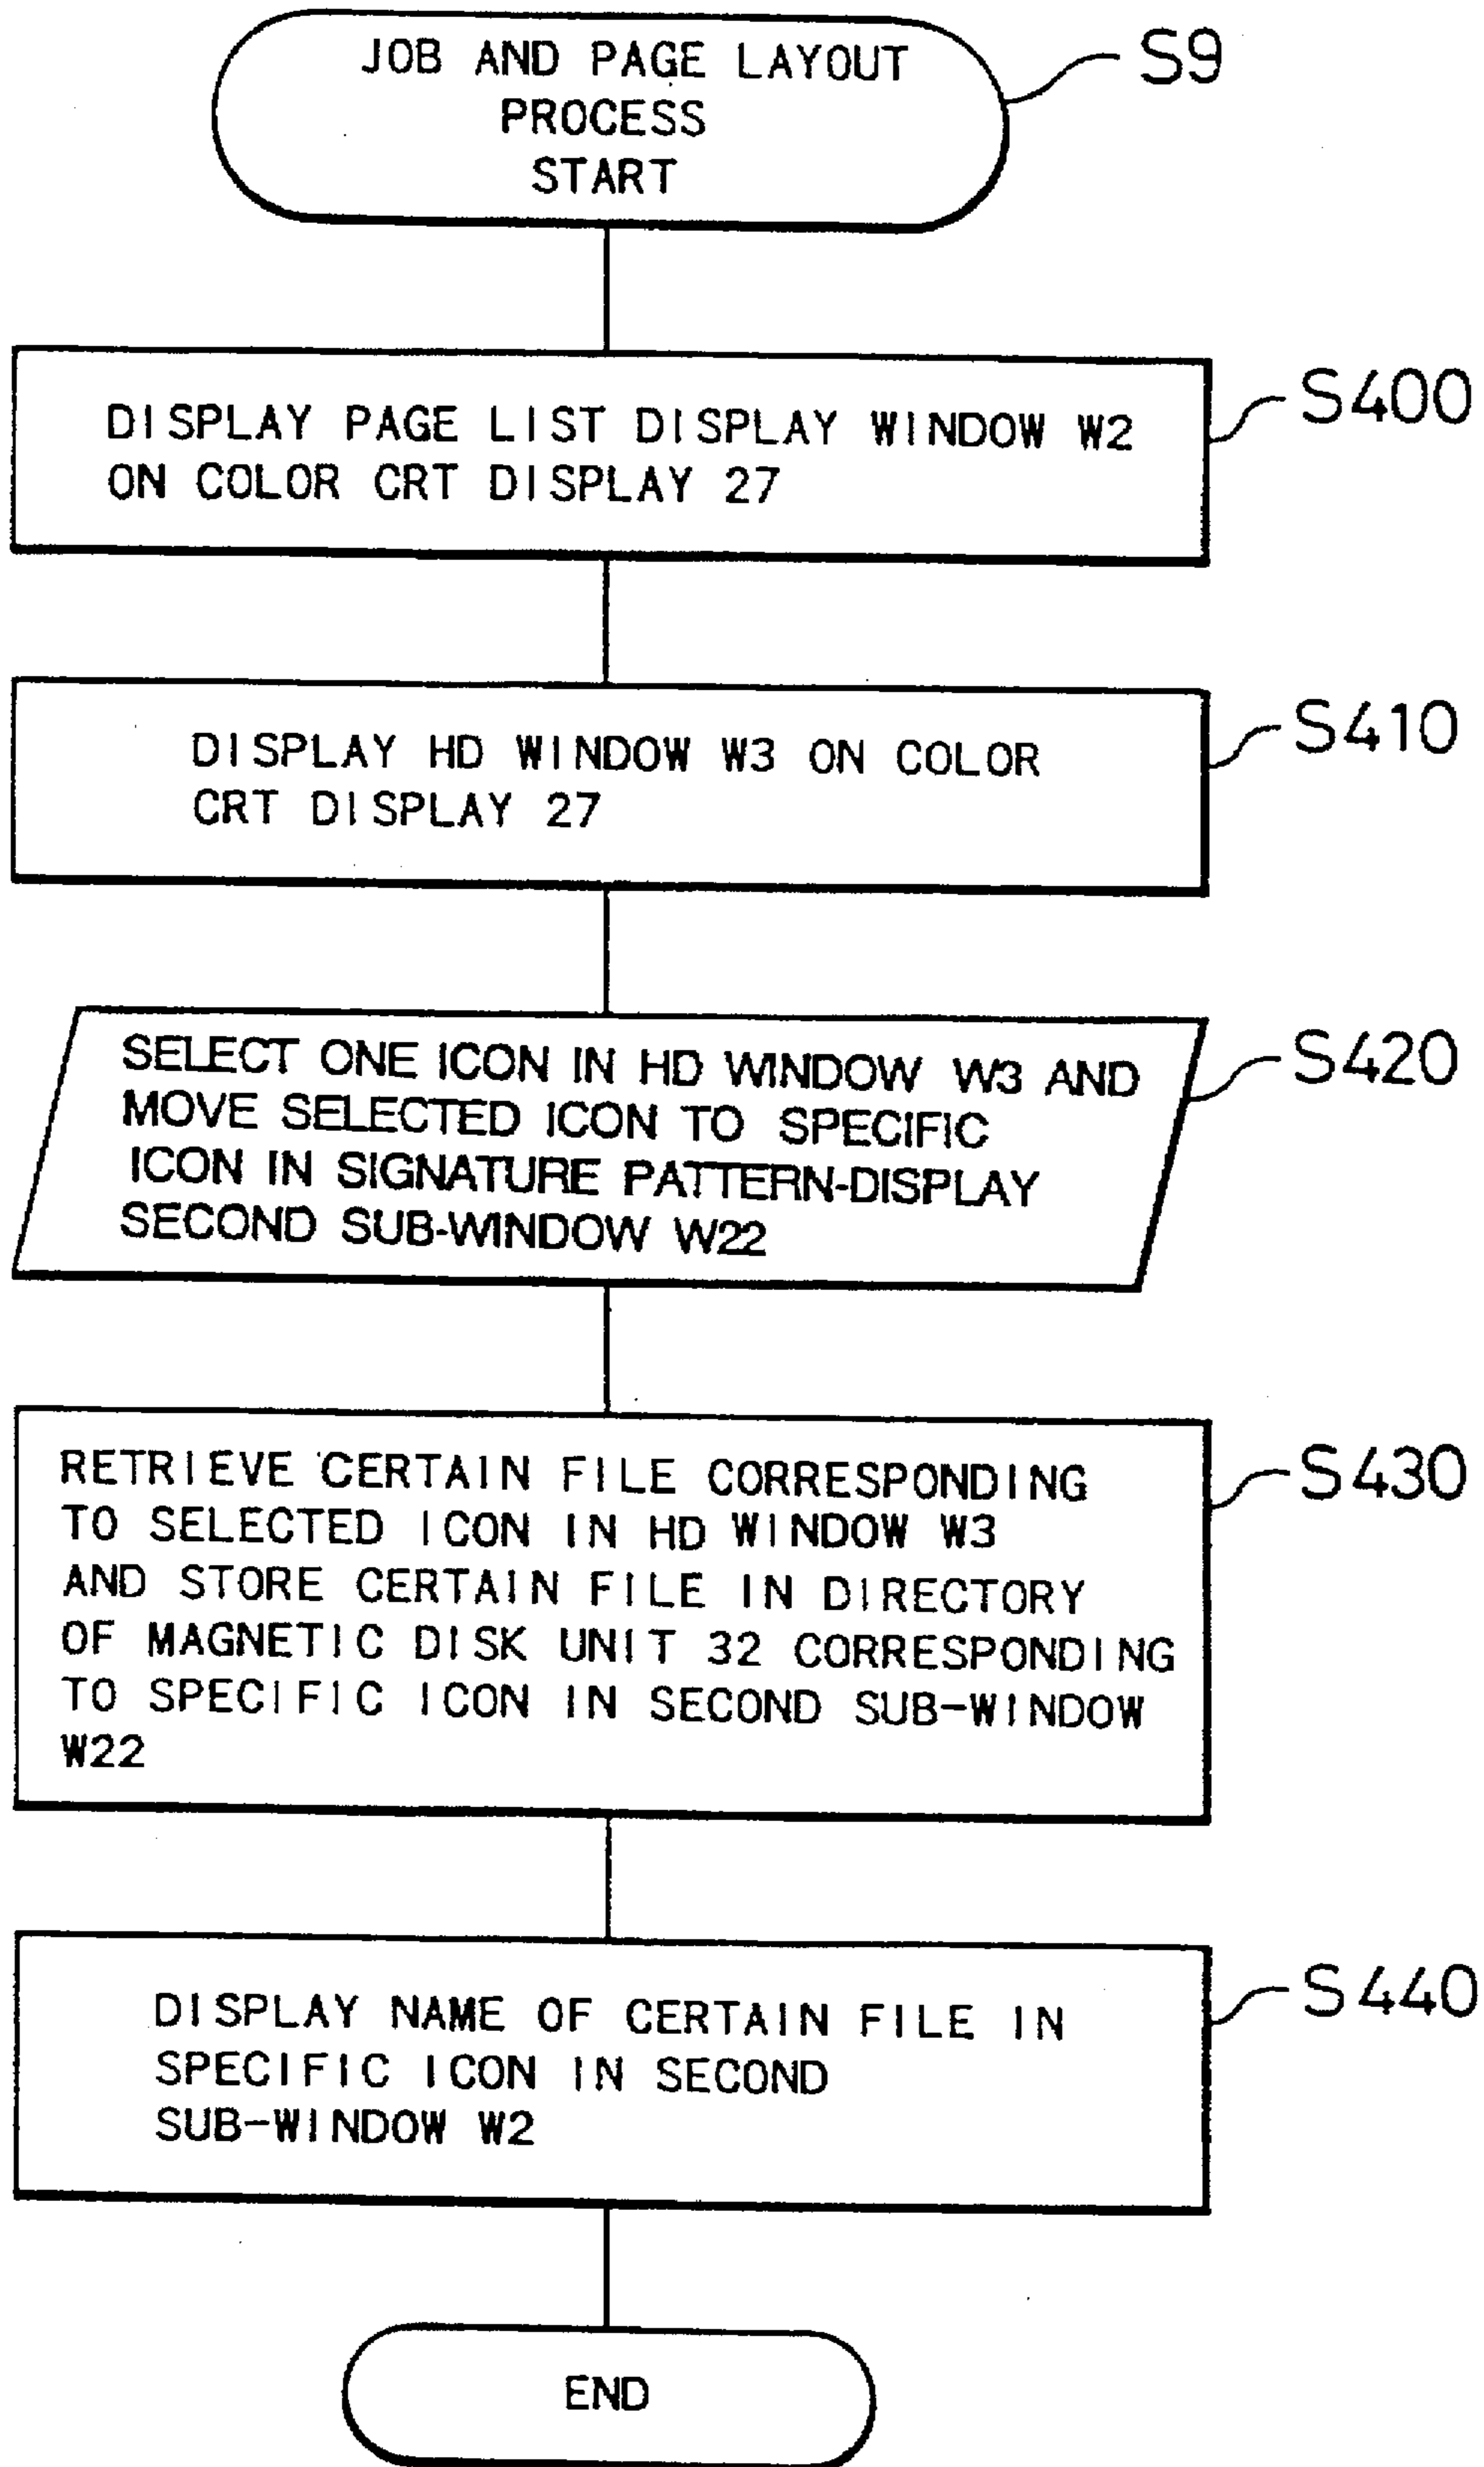 JOB AND PAGE LAYOUT
PROCESS
START
S9
DISPLAY PAGE LIST DISPLAY WINDOW W2
ON COLOR CRT DISPLAY 27
S400
DISPLAY HD WINDOW W3 ON COLOR
CRT DISPLAY 27
S410
SELECT ONE ICON IN HD WINDOW W3 AND
MOVE SELECTED ICON TO SPECIFIC
ICON IN SIGNATURE PATTERN-DISPLAY
SECOND SUB-WINDOW W22
S420
RETRIEVE CERTAIN FILE CORRESPONDING
TO SELECTED ICON IN HD WINDOW W3
AND STORE CERTAIN FILE IN DIRECTORY
OF MAGNETIC DISK UNIT 32 CORRESPONDING
TO SPECIFIC ICON IN SECOND SUB-WINDOW
W22
S430
DISPLAY NAME OF CERTAIN FILE IN
SPECIFIC ICON IN SECOND
SUB-WINDOW W2
S440
END